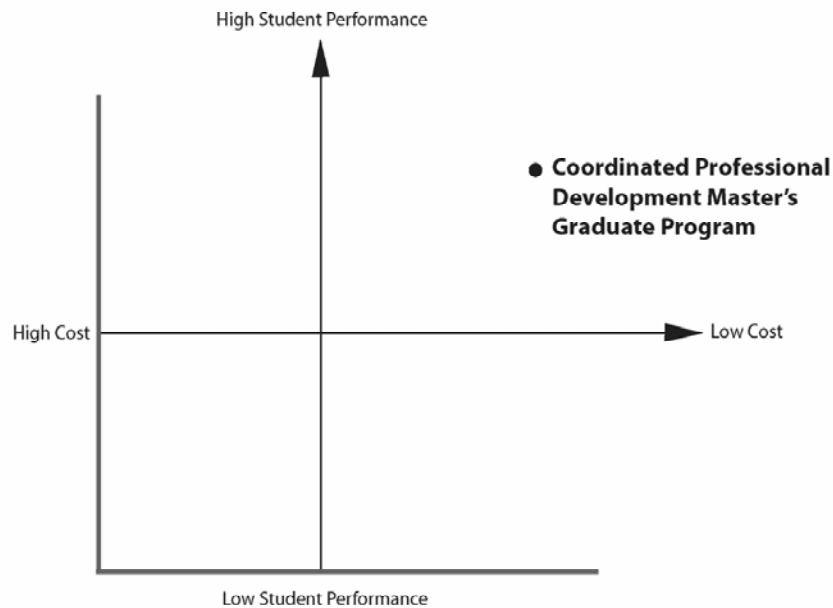 High Student Performance
Coordinated Professional
Development Master's
Graduate Program
High Cost
Low Cost
Low Student Performance